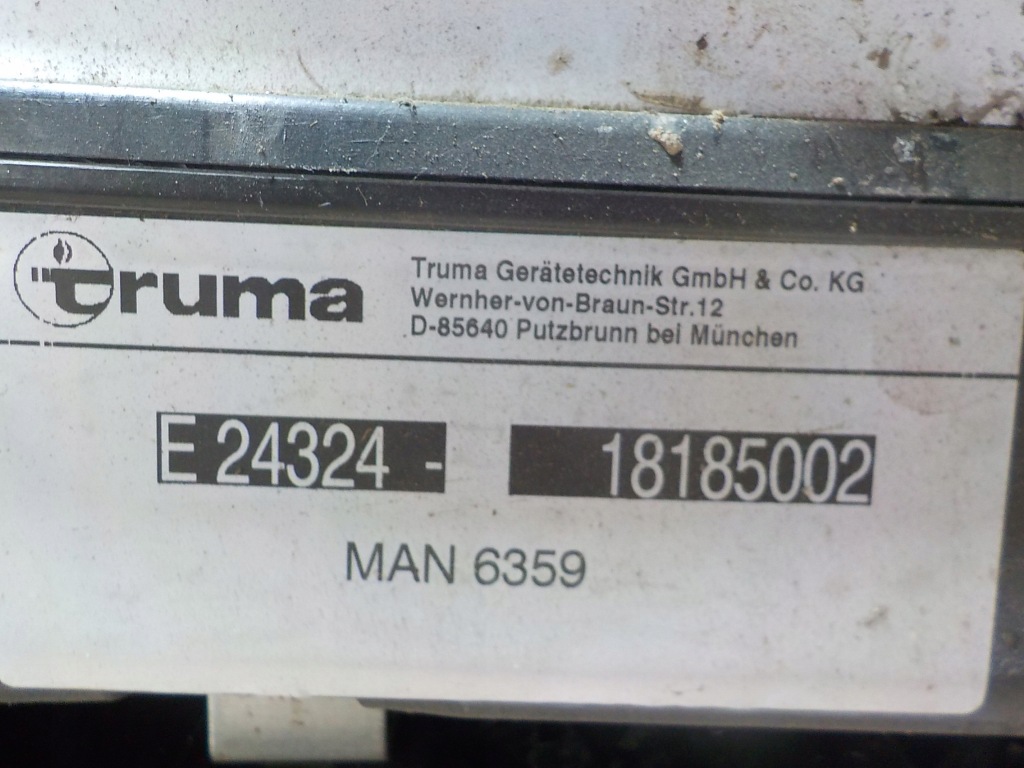 truma
Truma Gerätetechnik GmbH & Co. KG
Wernher-von-Braun-Str.12
D-85640 Putzbrunn bei München
E 24324 - 18185002
MAN 6359